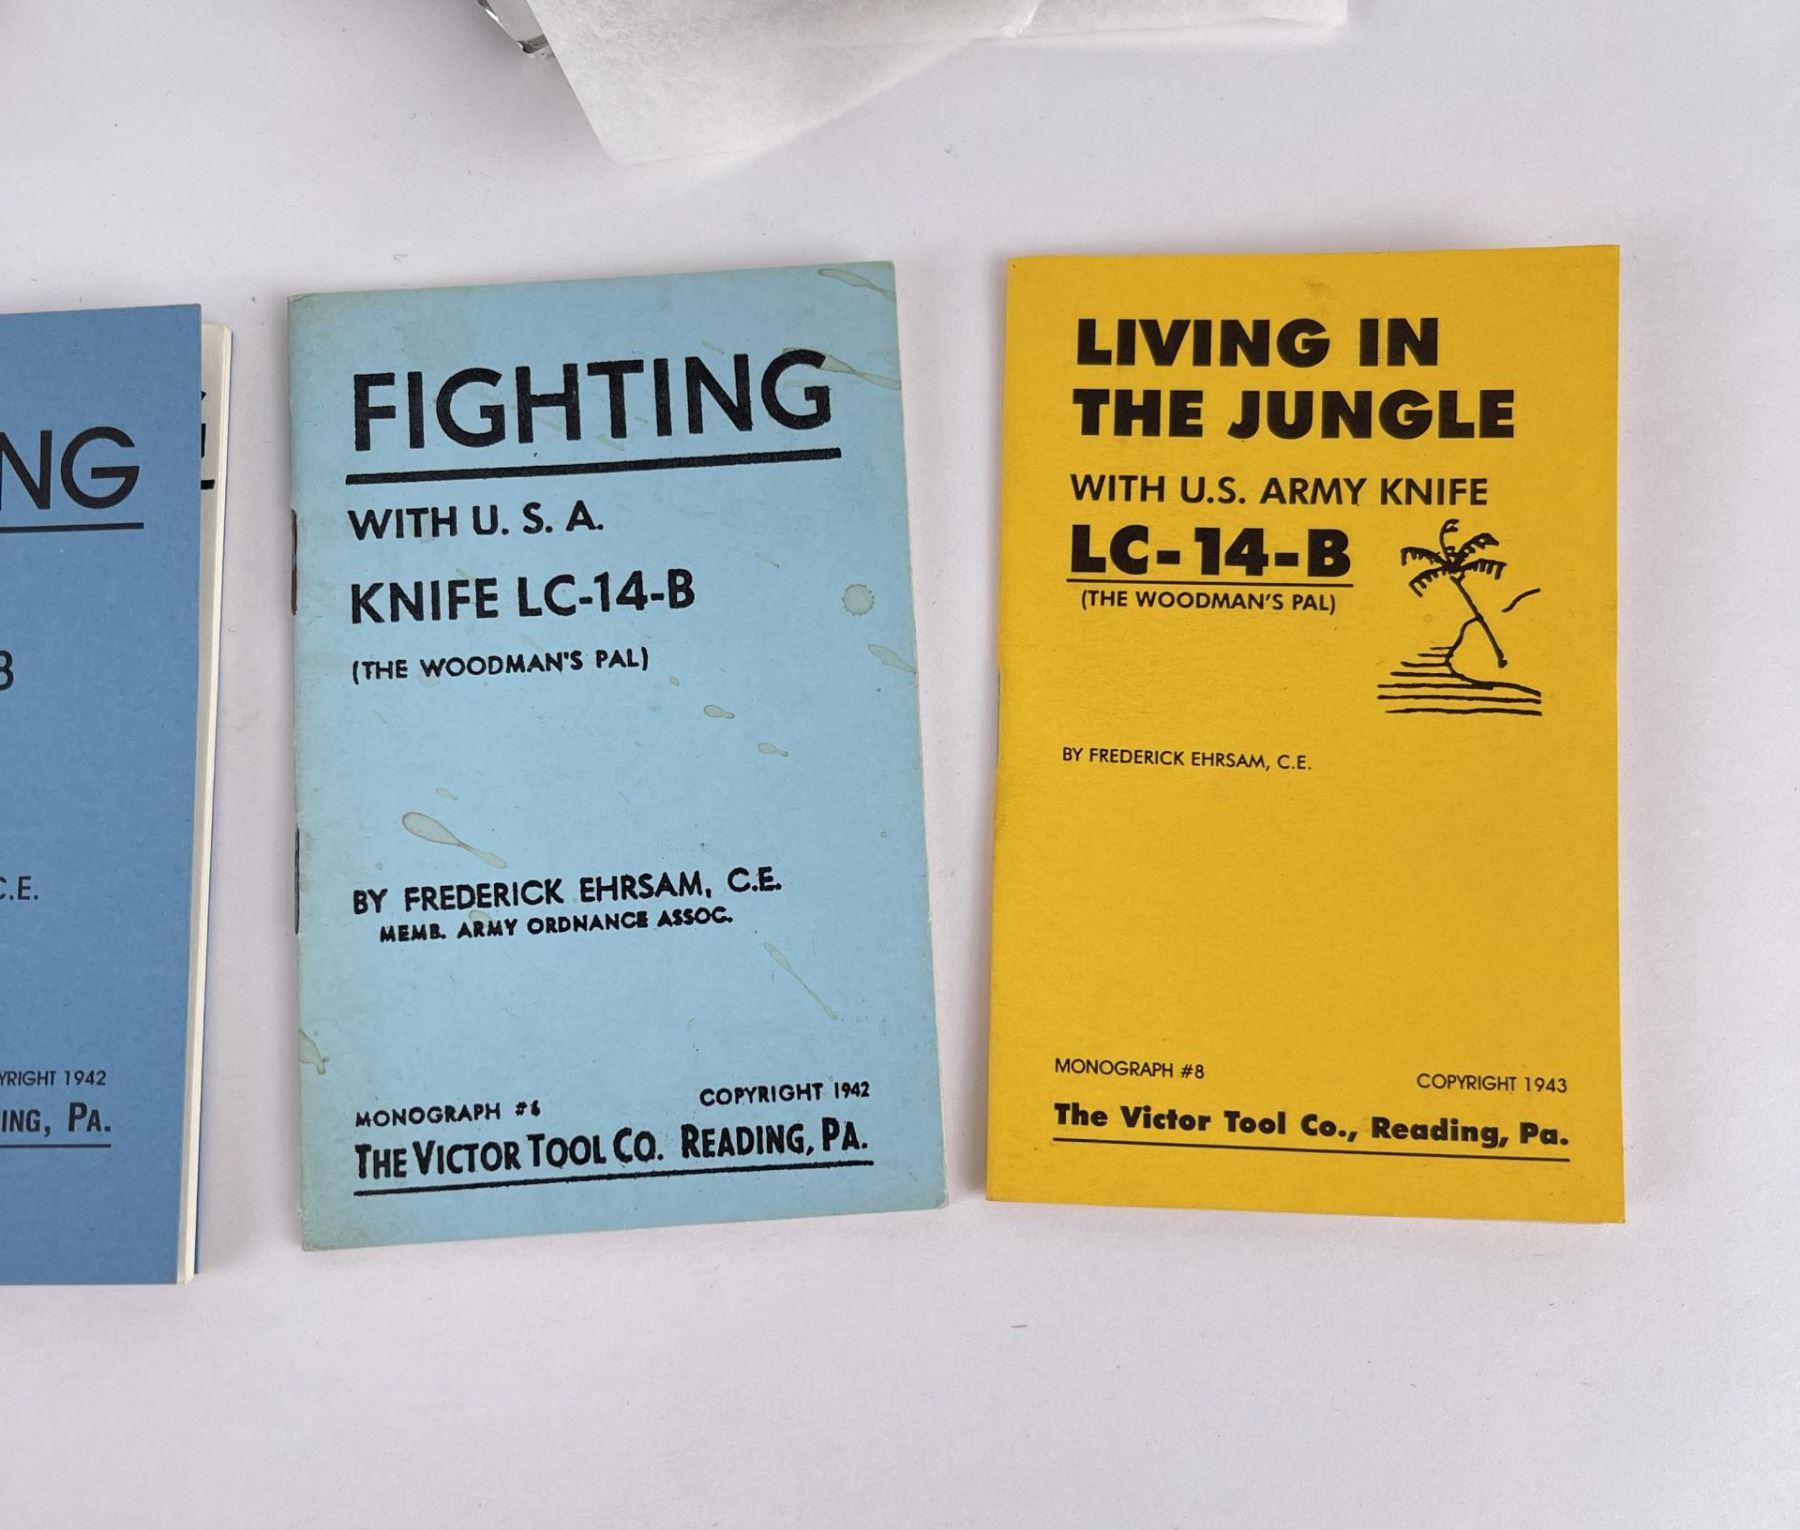 NG
B
C.E.
YRIGHT 1942
ING, PA.
FIGHTING
WITH U. S. A.
KNIFE LC-14-B
(THE WOODMAN'S PAL)
BY FREDERICK EHRSAM, C.E.
MEMB. ARMY ORDNANCE ASSOC.
MONOGRAPH #6 COPYRIGHT 1942
THE VICTOR TOOL CO. READING, PA.
LIVING IN
THE JUNGLE
WITH U.S. ARMY KNIFE
LC-14-B
(THE WOODMAN'S PAL)
BY FREDERICK EHRSAM, C.E.
MONOGRAPH #8 COPYRIGHT 1943
The Victor Tool Co., Reading, Pa.